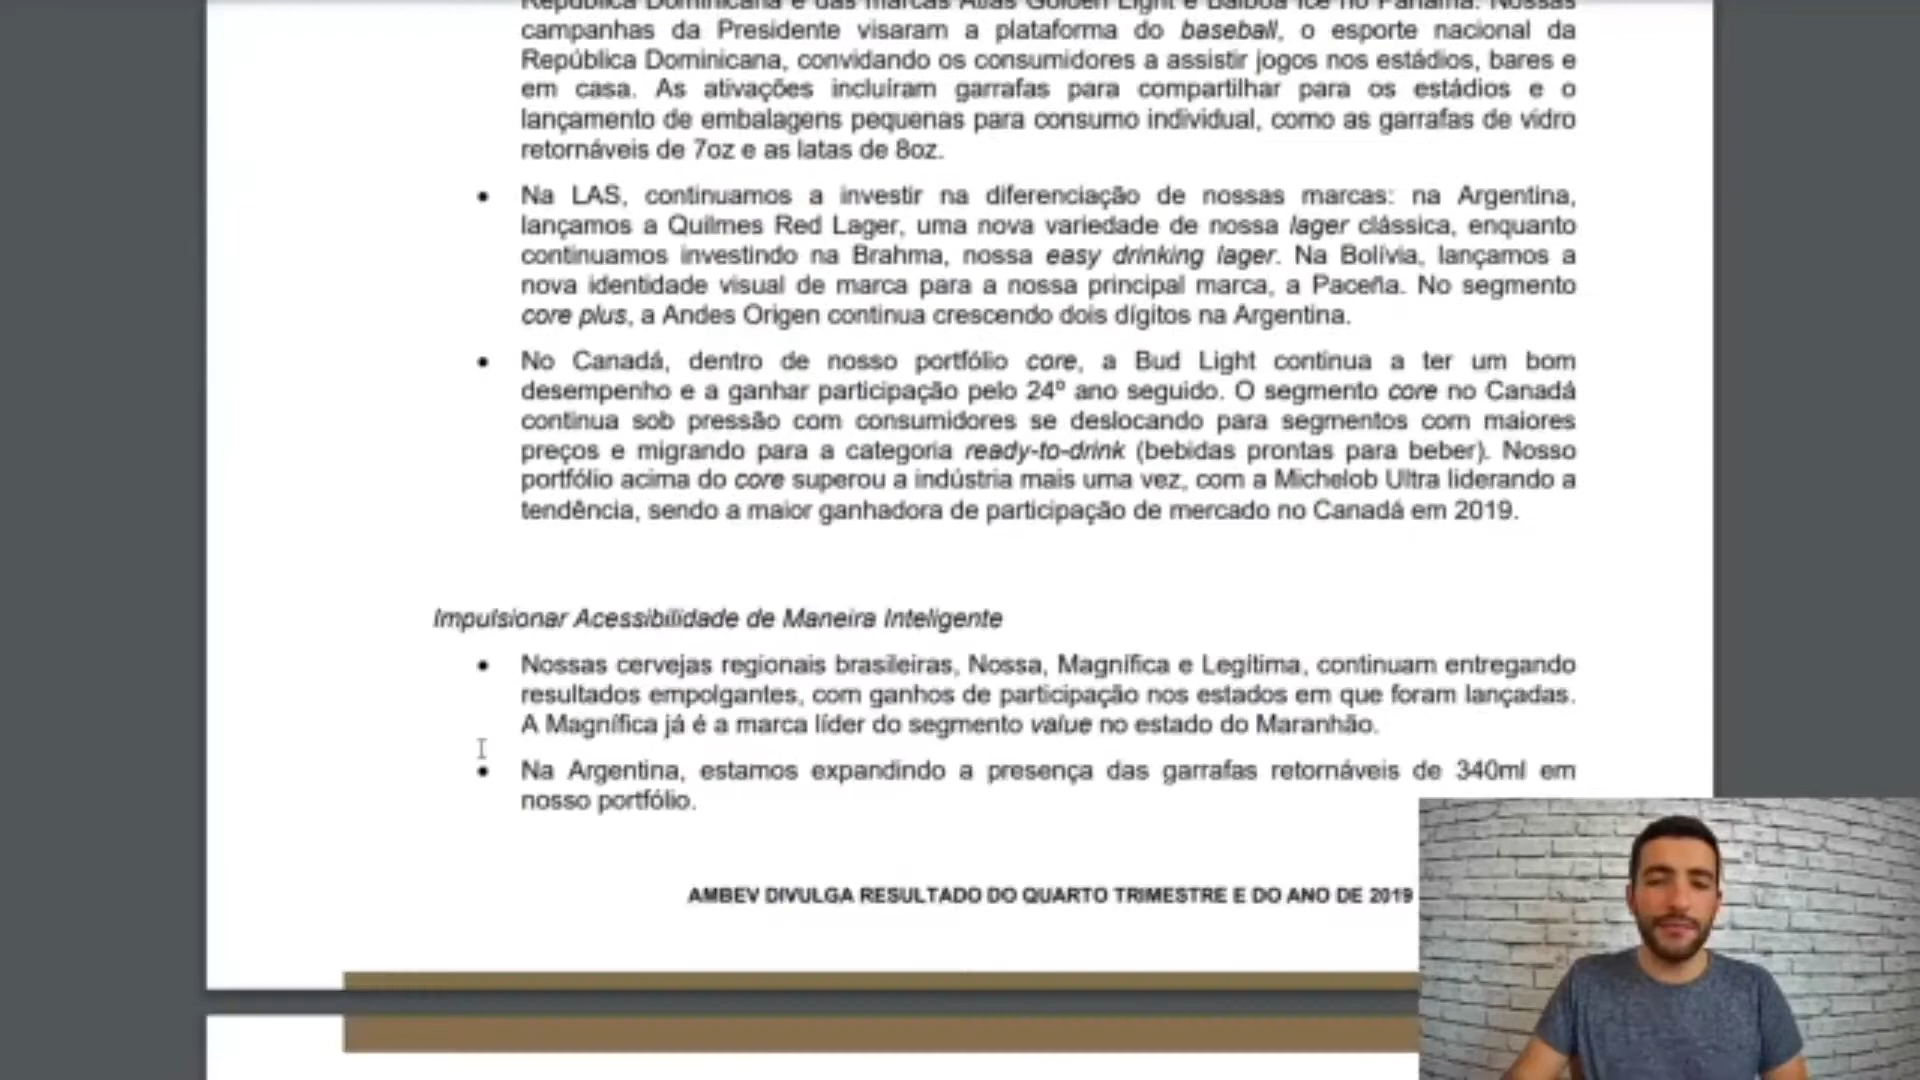 República Dominicana e das marcas Atlas Golden Light e Balboa Ice no Panamá. Nossas
campanhas da Presidente visaram a plataforma do baseball, o esporte nacional da
República Dominicana, convidando os consumidores a assistir jogos nos estádios, bares e
em casa. As ativações incluíram garrafas para compartilhar para os estádios e o
lançamento de embalagens pequenas para consumo individual, como as garrafas de vidro
retornáveis de 7oz e as latas de 8oz.
• Na LAS, continuamos a investir na diferenciação de nossas marcas: na Argentina,
lançamos a Quilmes Red Lager, uma nova variedade de nossa lager clássica, enquanto
continuamos investindo na Brahma, nossa easy drinking lager. Na Bolívia, lançamos a
nova identidade visual de marca para a nossa principal marca, a Paceña. No segmento
core plus, a Andes Origen continua crescendo dois dígitos na Argentina.
• No Canadá, dentro de nosso portfólio core, a Bud Light continua a ter um bom
desempenho e a ganhar participação pelo 24º ano seguido. O segmento core no Canadá
continua sob pressão com consumidores se deslocando para segmentos com maiores
preços e migrando para a categoria ready-to-drink (bebidas prontas para beber). Nosso
portfólio acima do core superou a indústria mais uma vez, com a Michelob Ultra liderando a
tendência, sendo a maior ganhadora de participação de mercado no Canadá em 2019.
Impulsionar Acessibilidade de Maneira Inteligente
• Nossas cervejas regionais brasileiras, Nossa, Magnífica e Legítima, continuam entregando
resultados empolgantes, com ganhos de participação nos estados em que foram lançadas.
A Magnífica já é a marca líder do segmento value no estado do Maranhão.
• Na Argentina, estamos expandindo a presença das garrafas retornáveis de 340ml em
nosso portfólio.
AMBEV DIVULGA RESULTADO DO QUARTO TRIMESTRE E DO ANO DE 2019